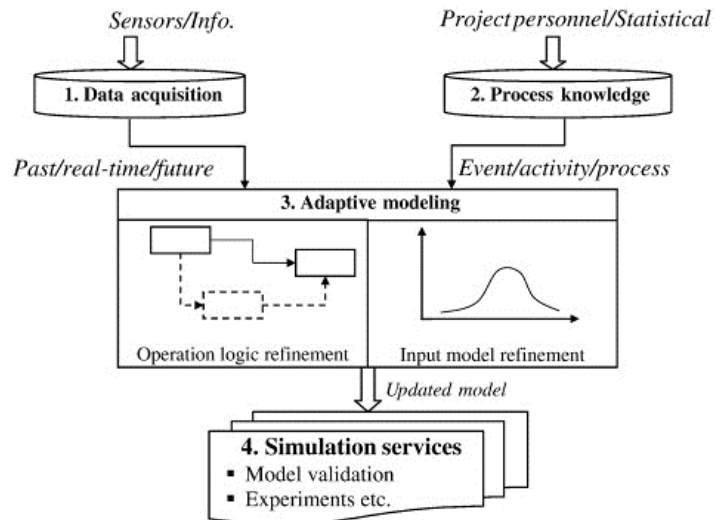 Sensors/Info.
Project personnel/Statistical
1. Data acquisition
2. Process knowledge
Past/real-time/future
Event/activity/process
3. Adaptive modeling
Operation logic refinement
Input model refinement
Updated model
4. Simulation services
▪ Model validation
▪ Experiments etc.